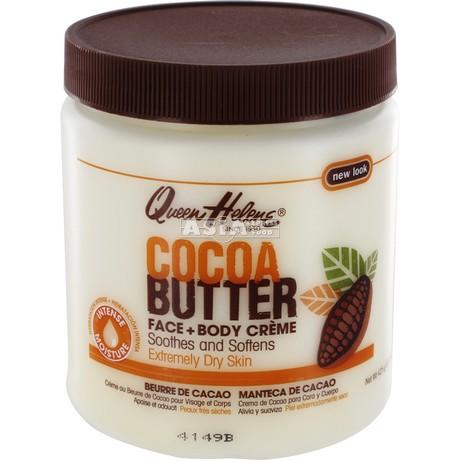 new look
Queen Helene®
SINCE 1930
COCOA
BUTTER
FACE + BODY CRÈME
Soothes and Softens
Extremely Dry Skin
INTENSE
MOISTURE
BEURRE DE CACAO MANTECA DE CACAO
Crème au Beurre de Cacao pour Visage et Corps Crema de Cacao para Cara y Cuerpo
Apaise et adoucit Peaux très sèches Alivia y suaviza Piel extremadamente seca
4149B